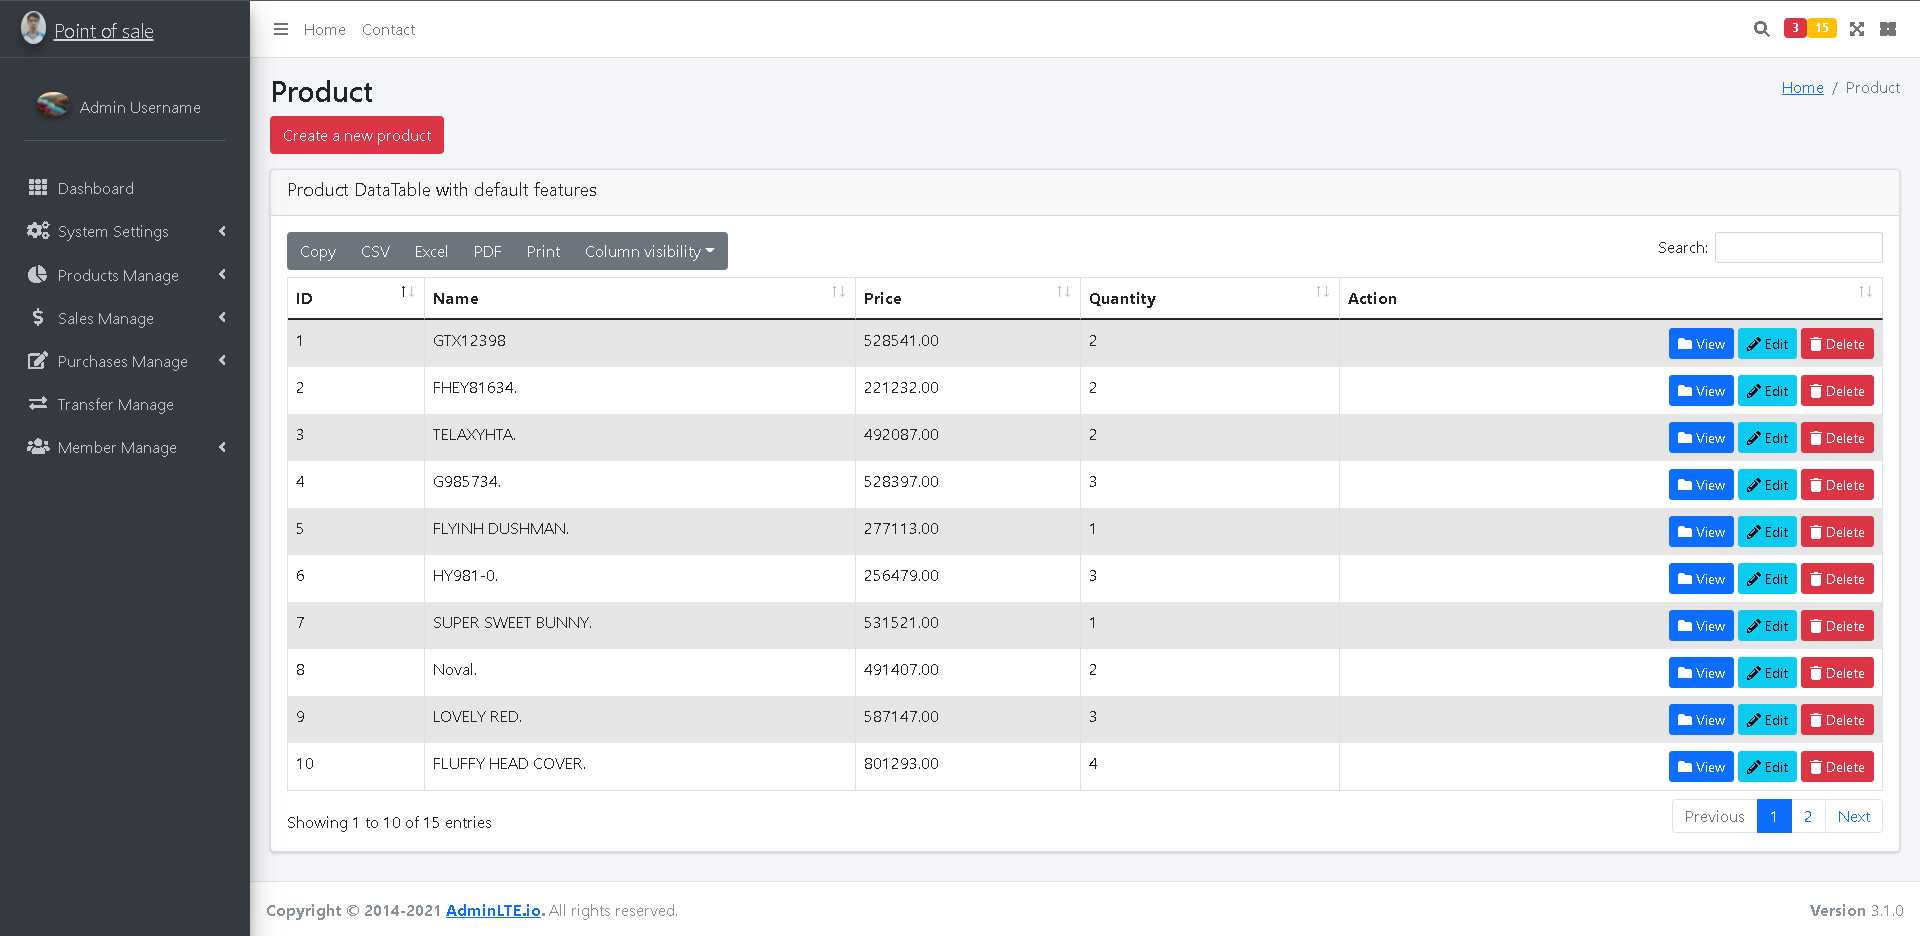 Point of sale
Home Contact
3 15
Admin Username
Dashboard
System Settings
Products Manage
Sales Manage
Purchases Manage
Transfer Manage
Member Manage
Product
Home / Product
Create a new product
Product DataTable with default features
Copy CSV Excel PDF Print Column visibility
Search:
ID Name Price Quantity Action
1 GTX12398 528541.00 2 View Edit Delete
2 FHEY81634. 221232.00 2 View Edit Delete
3 TELAXYHTA. 492087.00 2 View Edit Delete
4 G985734. 528397.00 3 View Edit Delete
5 FLYINH DUSHMAN. 277113.00 1 View Edit Delete
6 HY981-0. 256479.00 3 View Edit Delete
7 SUPER SWEET BUNNY. 531521.00 1 View Edit Delete
8 Noval. 491407.00 2 View Edit Delete
9 LOVELY RED. 587147.00 3 View Edit Delete
10 FLUFFY HEAD COVER. 801293.00 4 View Edit Delete
Showing 1 to 10 of 15 entries
Previous 1 2 Next
Copyright © 2014-2021 AdminLTE.io. All rights reserved.
Version 3.1.0